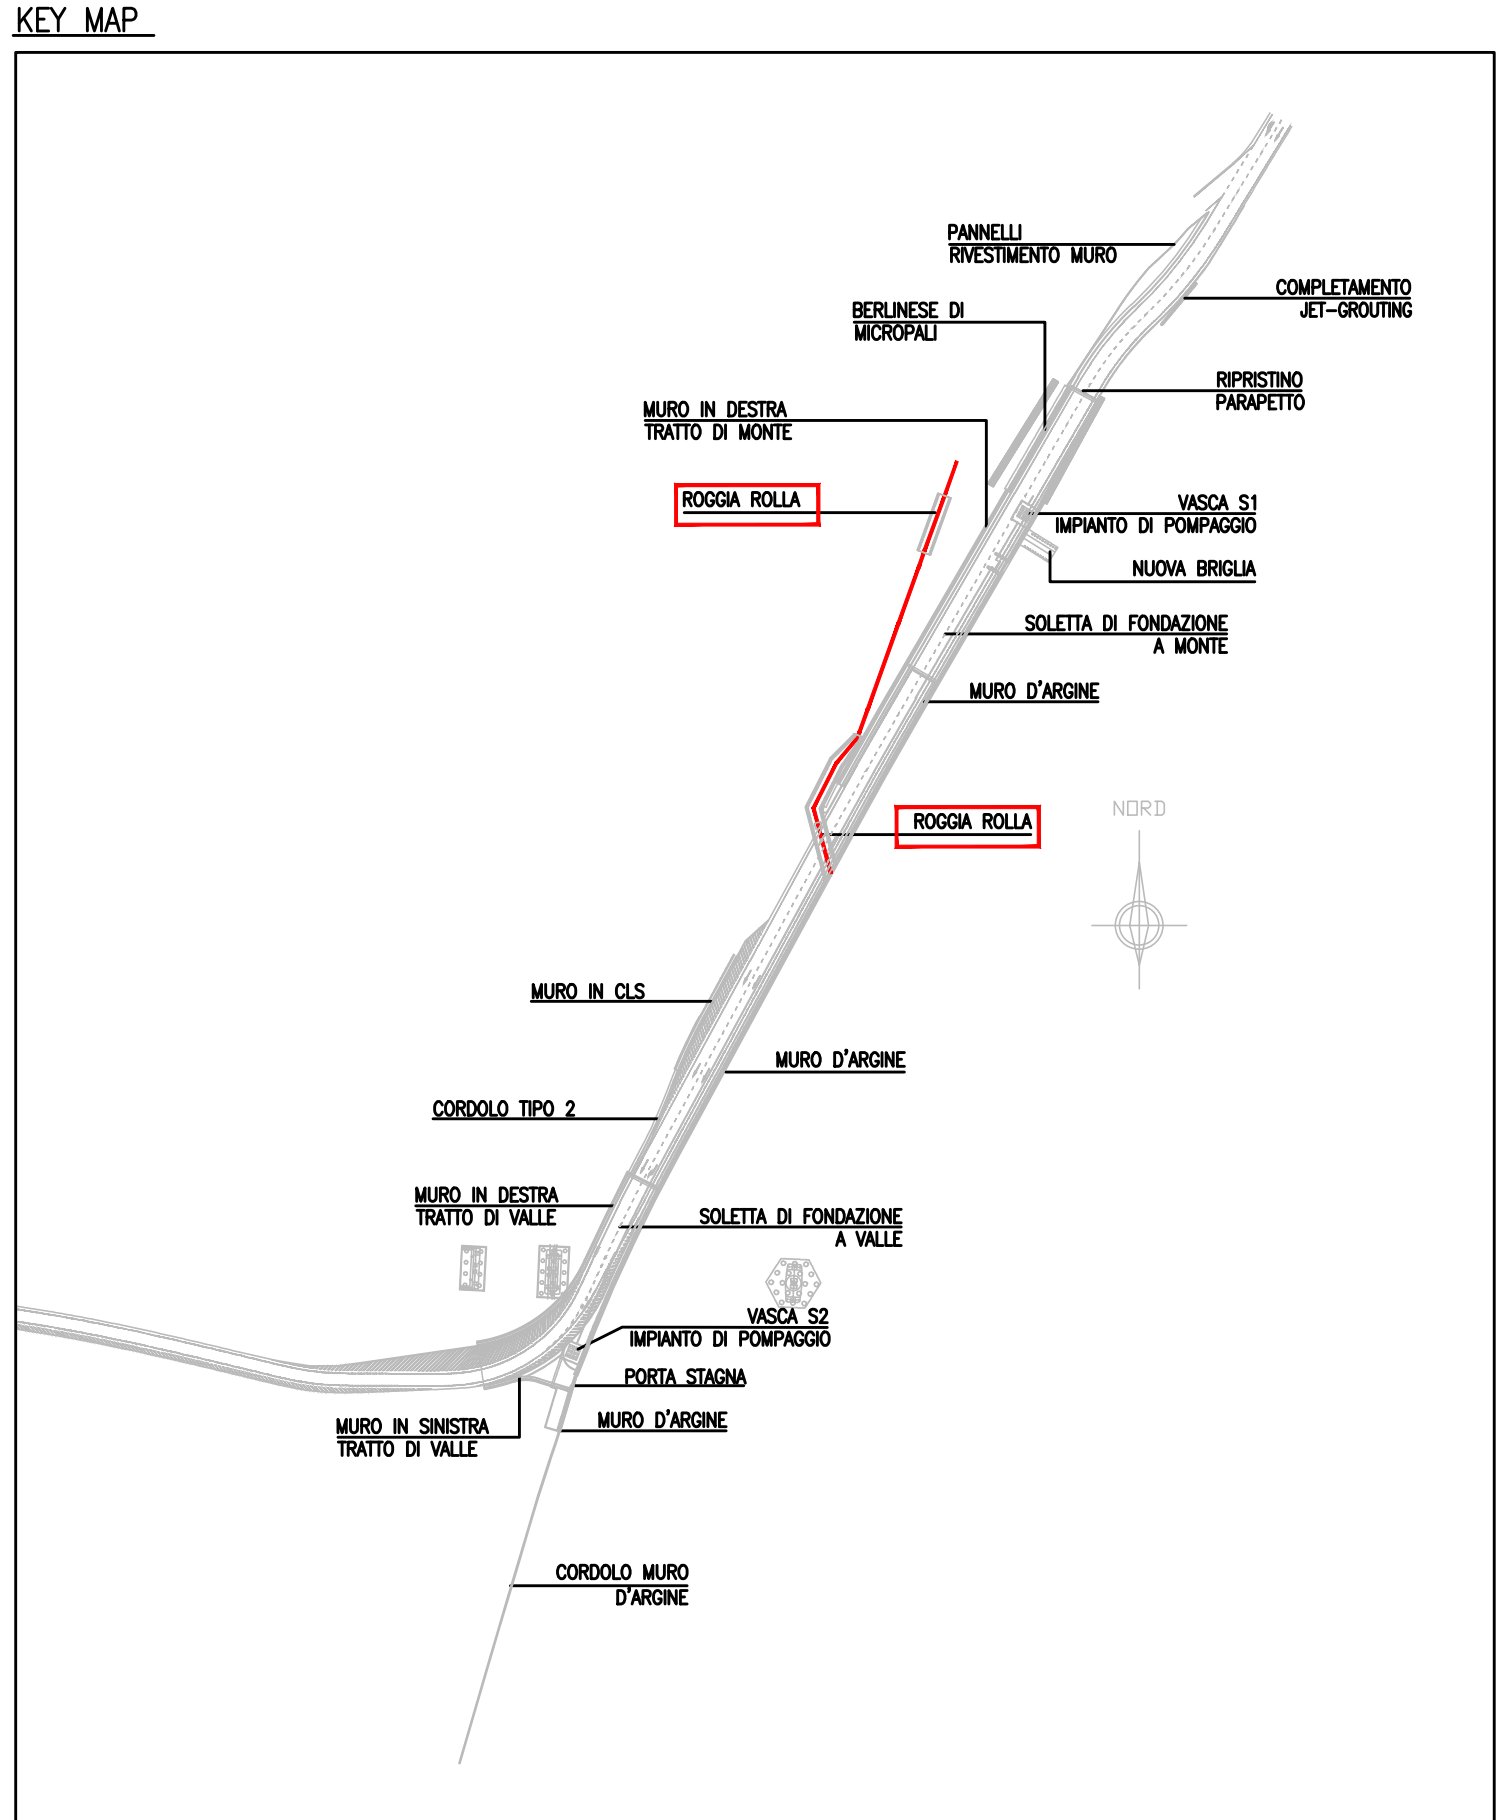 KEY MAP
PANNELLI
RIVESTIMENTO MURO
COMPLETAMENTO
JET-GROUTING
BERLINESE DI
MICROPALI
RIPRISTINO
PARAPETTO
MURO IN DESTRA
TRATTO DI MONTE
ROGGIA ROLLA
VASCA S1
IMPIANTO DI POMPAGGIO
NUOVA BRIGLIA
SOLETTA DI FONDAZIONE
A MONTE
MURO D'ARGINE
NORD
ROGGIA ROLLA
MURO IN CLS
MURO D'ARGINE
CORDOLO TIPO 2
MURO IN DESTRA
TRATTO DI VALLE
SOLETTA DI FONDAZIONE
A VALLE
VASCA S2
IMPIANTO DI POMPAGGIO
PORTA STAGNA
MURO D'ARGINE
MURO IN SINISTRA
TRATTO DI VALLE
CORDOLO MURO
D'ARGINE